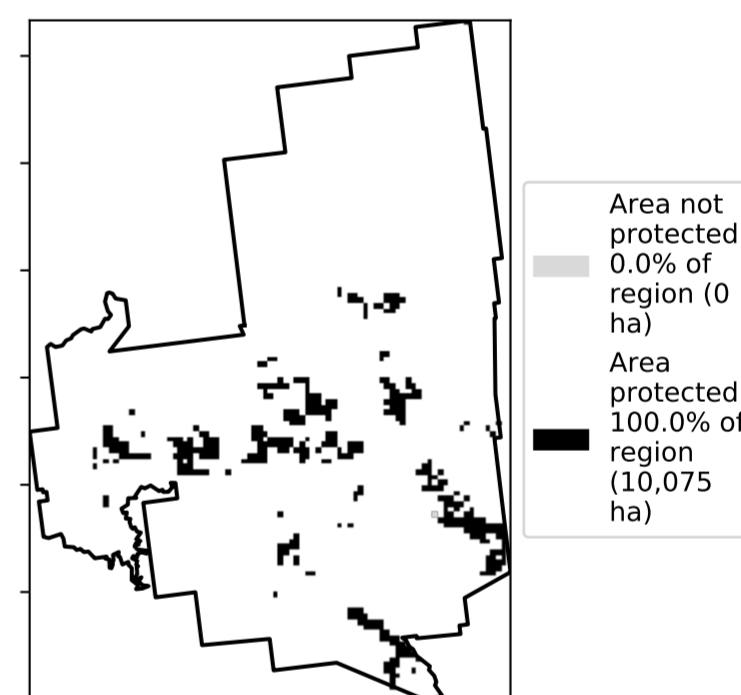 Area not
protected
0.0% of
region (0
ha)
Area
protected
100.0% of
region
(10,075
ha)